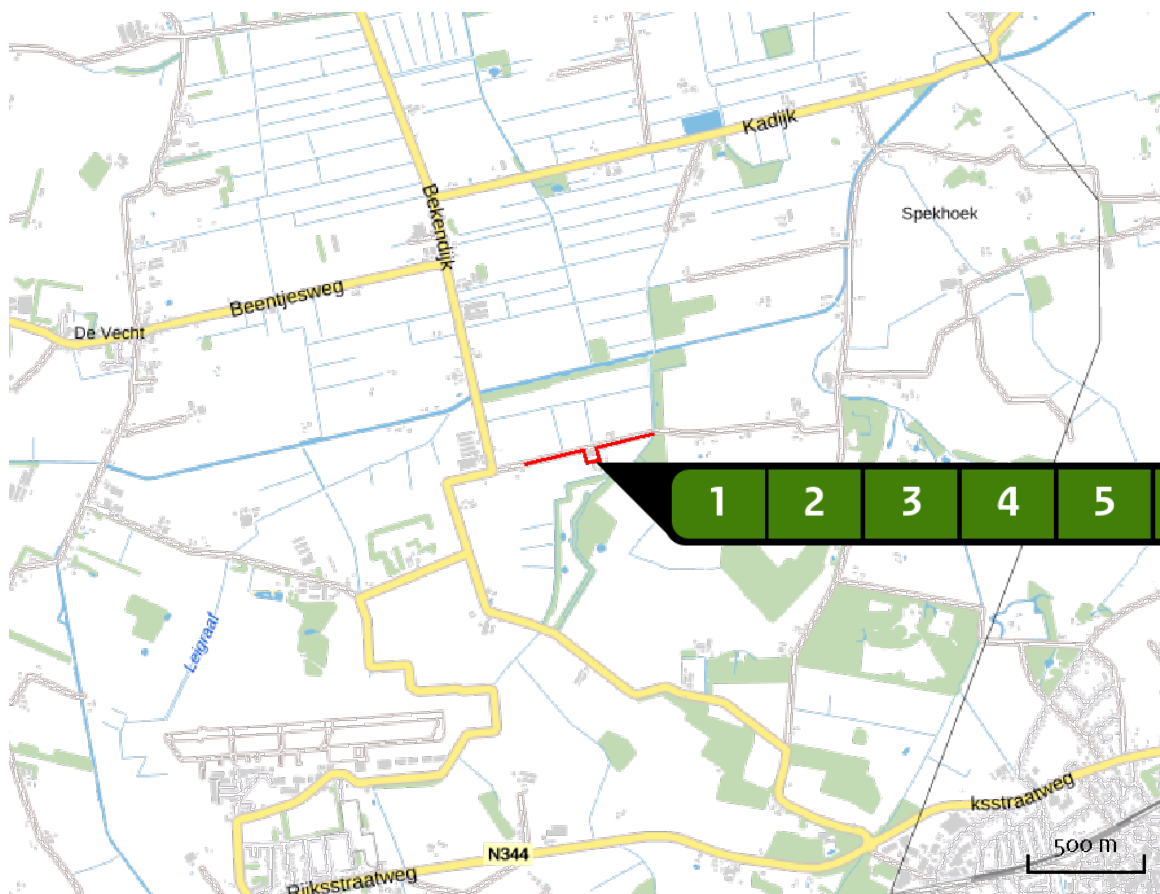 Kadijk
Bekendijk
Spekhoek
Beentjesweg
De Vecht
1 2 3 4 5
Leigraaf
ksstraatweg
500 m
N344
Rijksstraatweg